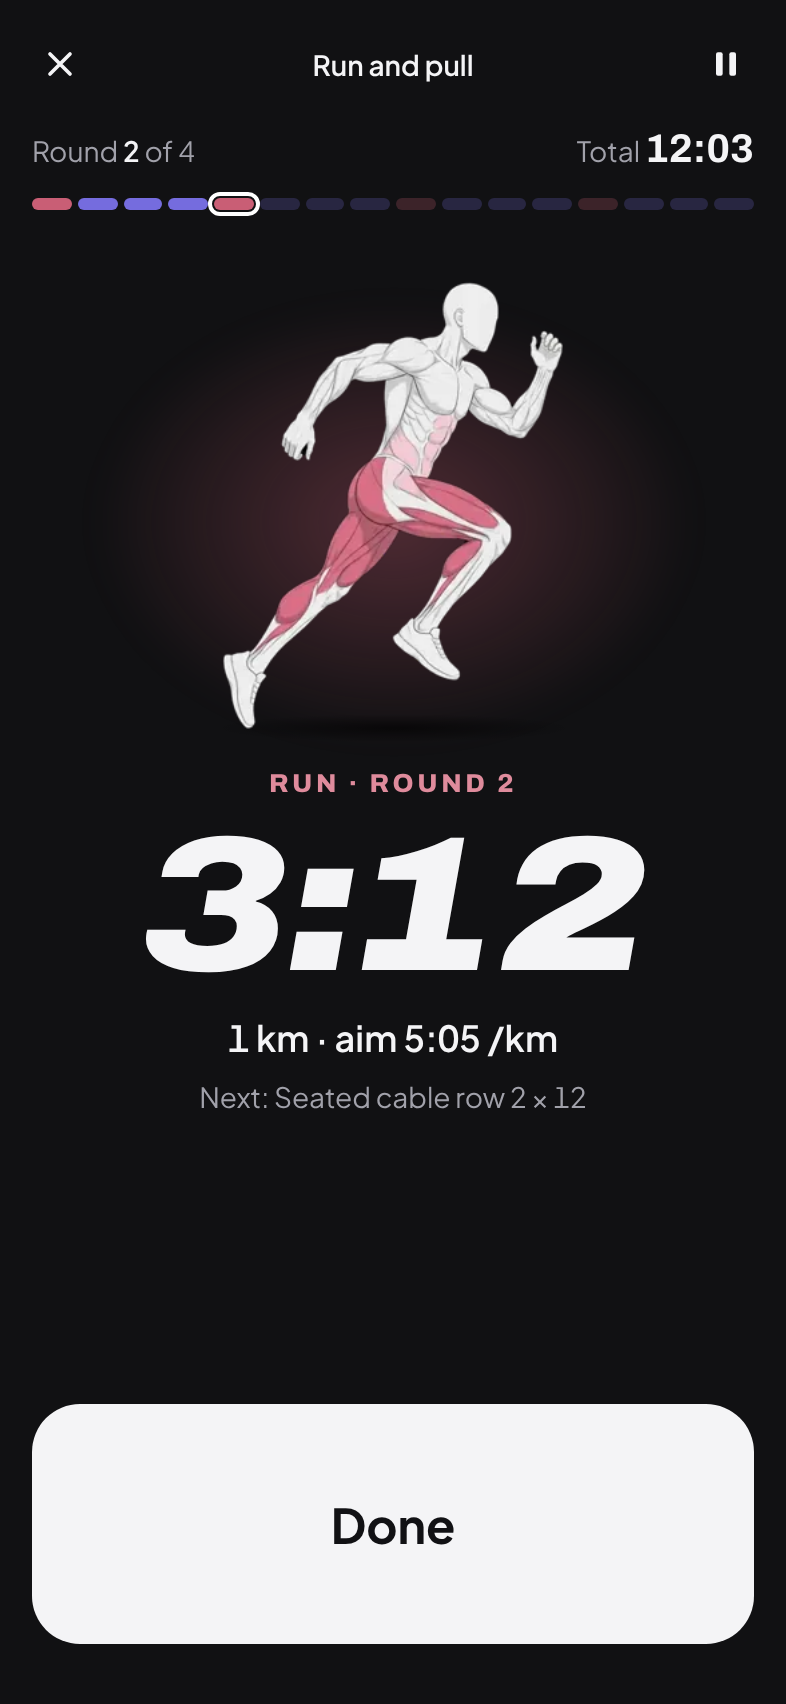 Run and pull
Round 2 of 4
Total 12:03
RUN · ROUND 2
3:12
1 km · aim 5:05 /km
Next: Seated cable row 2 × 12
Done